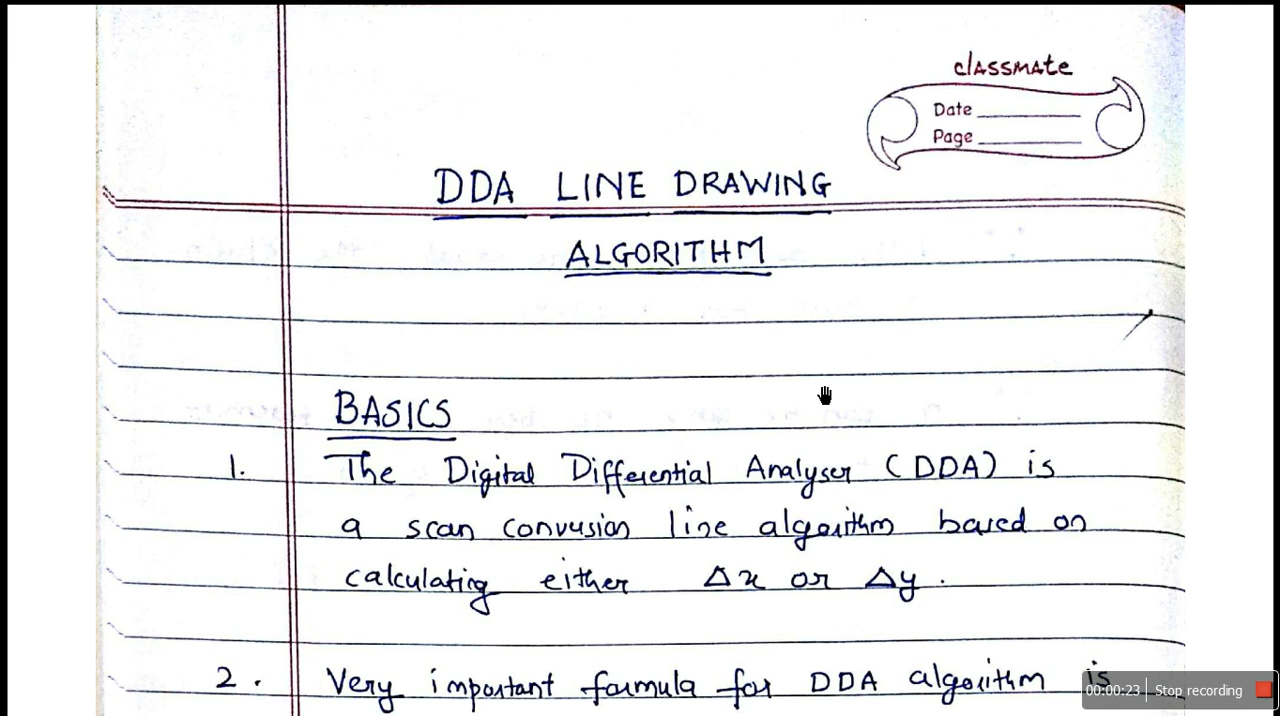 classmate
Date
Page
DDA LINE DRAWING
ALGORITHM
BASICS
1. The Digital Differential Analyser (DDA) is
a scan conversion line algorithm based on
calculating either Δx or Δy.
2. Very important formula for DDA algorithm is
00:00:23 Stop recording